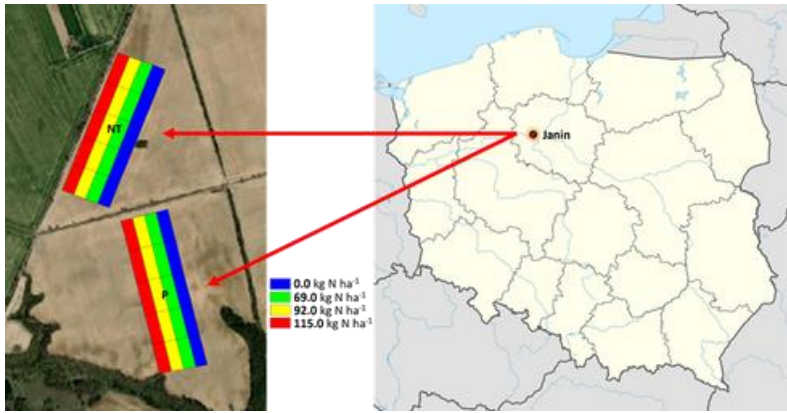 NT
Janin
P
0.0 kg N ha⁻¹
69.0 kg N ha⁻¹
92.0 kg N ha⁻¹
115.0 kg N ha⁻¹